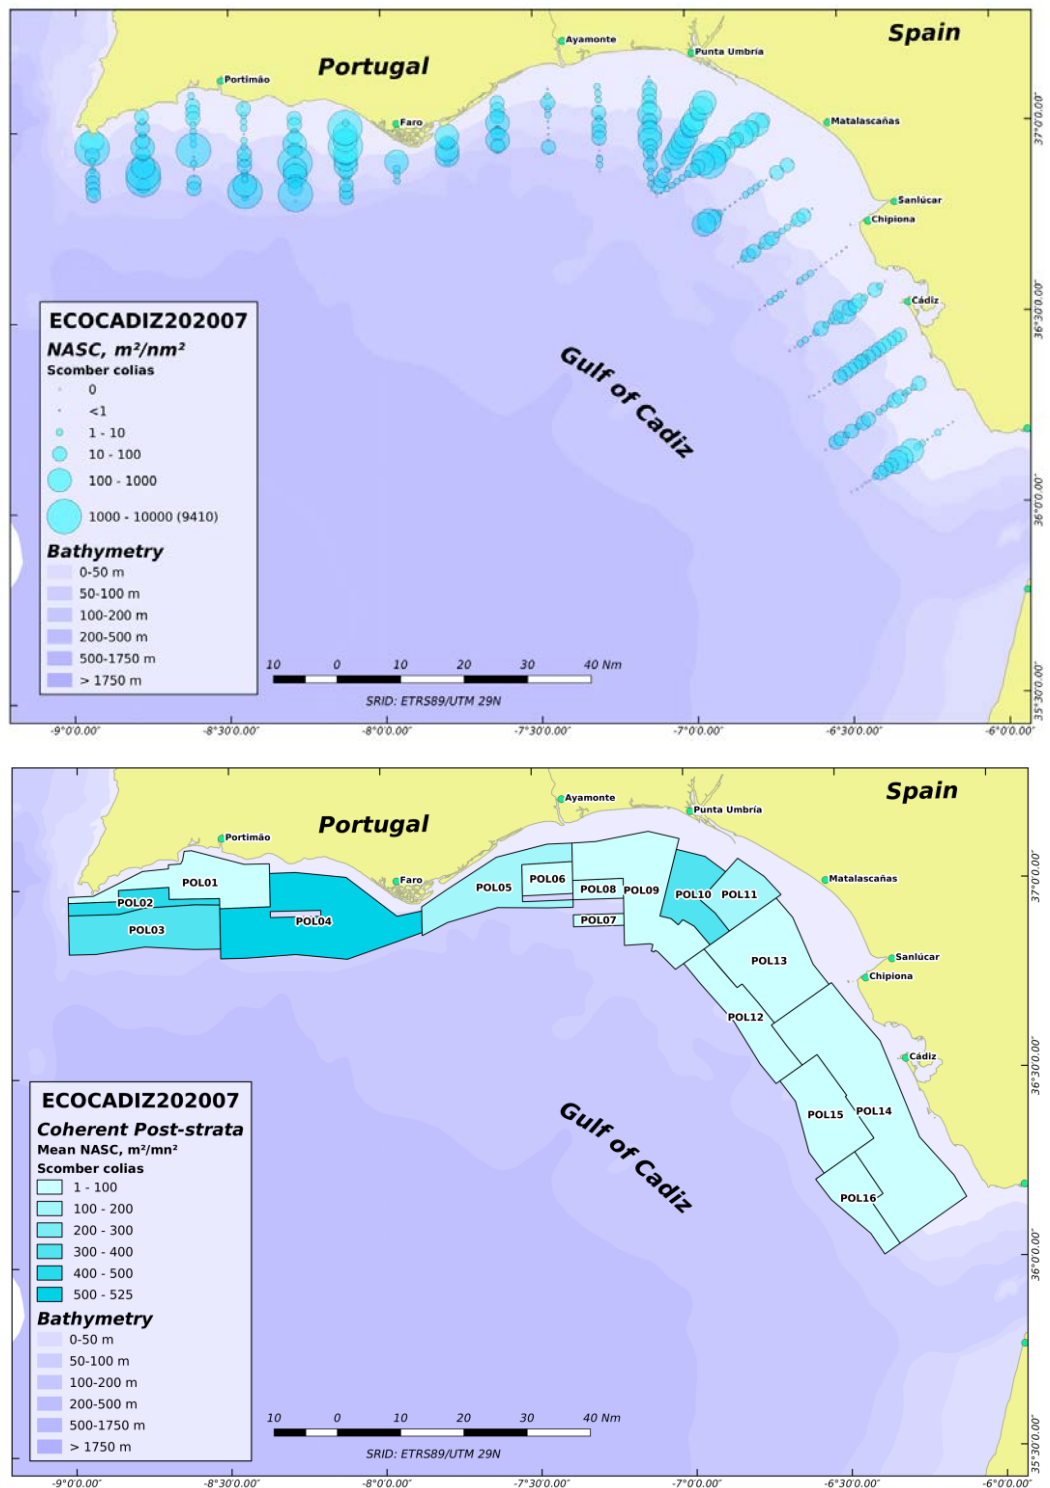 Spain
Portugal
Ayamonte
Punta Umbría
Portimão
Faro
Matalascañas
Sanlúcar
Chipiona
Cádiz
Gulf of Cadiz
37°0'0.00"
36°30'0.00"
36°0'0.00"
35°30'0.00"
ECOCADIZ202007
NASC, m²/nm²
Scomber colias
0
<1
1 - 10
10 - 100
100 - 1000
1000 - 10000 (9410)
Bathymetry
0-50 m
50-100 m
100-200 m
200-500 m
500-1750 m
> 1750 m
10 0 10 20 30 40 Nm
SRID: ETRS89/UTM 29N
-9°0'0.00" -8°30'0.00" -8°0'0.00" -7°30'0.00" -7°0'0.00" -6°30'0.00" -6°0'0.00"
Spain
Portugal
Ayamonte
Punta Umbría
Portimão
Faro
Matalascañas
Sanlúcar
Chipiona
Cádiz
POL01
POL02
POL03
POL04
POL05
POL06
POL08
POL09
POL07
POL10
POL11
POL13
POL12
POL15
POL14
POL16
Gulf of Cadiz
37°0'0.00"
36°30'0.00"
36°0'0.00"
35°30'0.00"
ECOCADIZ202007
Coherent Post-strata
Mean NASC, m²/mn²
Scomber colias
1 - 100
100 - 200
200 - 300
300 - 400
400 - 500
500 - 525
Bathymetry
0-50 m
50-100 m
100-200 m
200-500 m
500-1750 m
> 1750 m
10 0 10 20 30 40 Nm
SRID: ETRS89/UTM 29N
-9°0'0.00" -8°30'0.00" -8°0'0.00" -7°30'0.00" -7°0'0.00" -6°30'0.00" -6°0'0.00"